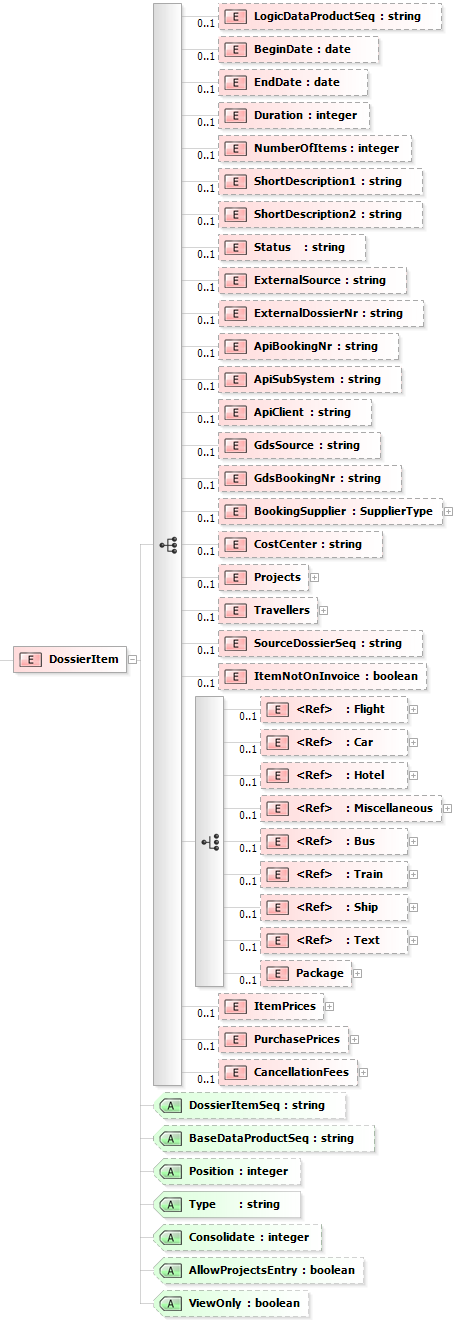 E LogicDataProductSeq : string
0..1
E BeginDate : date
0..1
E EndDate : date
0..1
E Duration : integer
0..1
E NumberOfItems : integer
0..1
E ShortDescription1 : string
0..1
E ShortDescription2 : string
0..1
E Status : string
0..1
E ExternalSource : string
0..1
E ExternalDossierNr : string
0..1
E ApiBookingNr : string
0..1
E ApiSubSystem : string
0..1
E ApiClient : string
0..1
E GdsSource : string
0..1
E GdsBookingNr : string
0..1
E BookingSupplier : SupplierType
0..1
E CostCenter : string
0..1
E Projects
0..1
E Travellers
0..1
E SourceDossierSeq : string
0..1
E DossierItem
E ItemNotOnInvoice : boolean
0..1
E <Ref> : Flight
0..1
E <Ref> : Car
0..1
E <Ref> : Hotel
0..1
E <Ref> : Miscellaneous
0..1
E <Ref> : Bus
0..1
E <Ref> : Train
0..1
E <Ref> : Ship
0..1
E <Ref> : Text
0..1
E Package
0..1
E ItemPrices
0..1
E PurchasePrices
0..1
E CancellationFees
0..1
A DossierItemSeq : string
A BaseDataProductSeq : string
A Position : integer
A Type : string
A Consolidate : integer
A AllowProjectsEntry : boolean
A ViewOnly : boolean